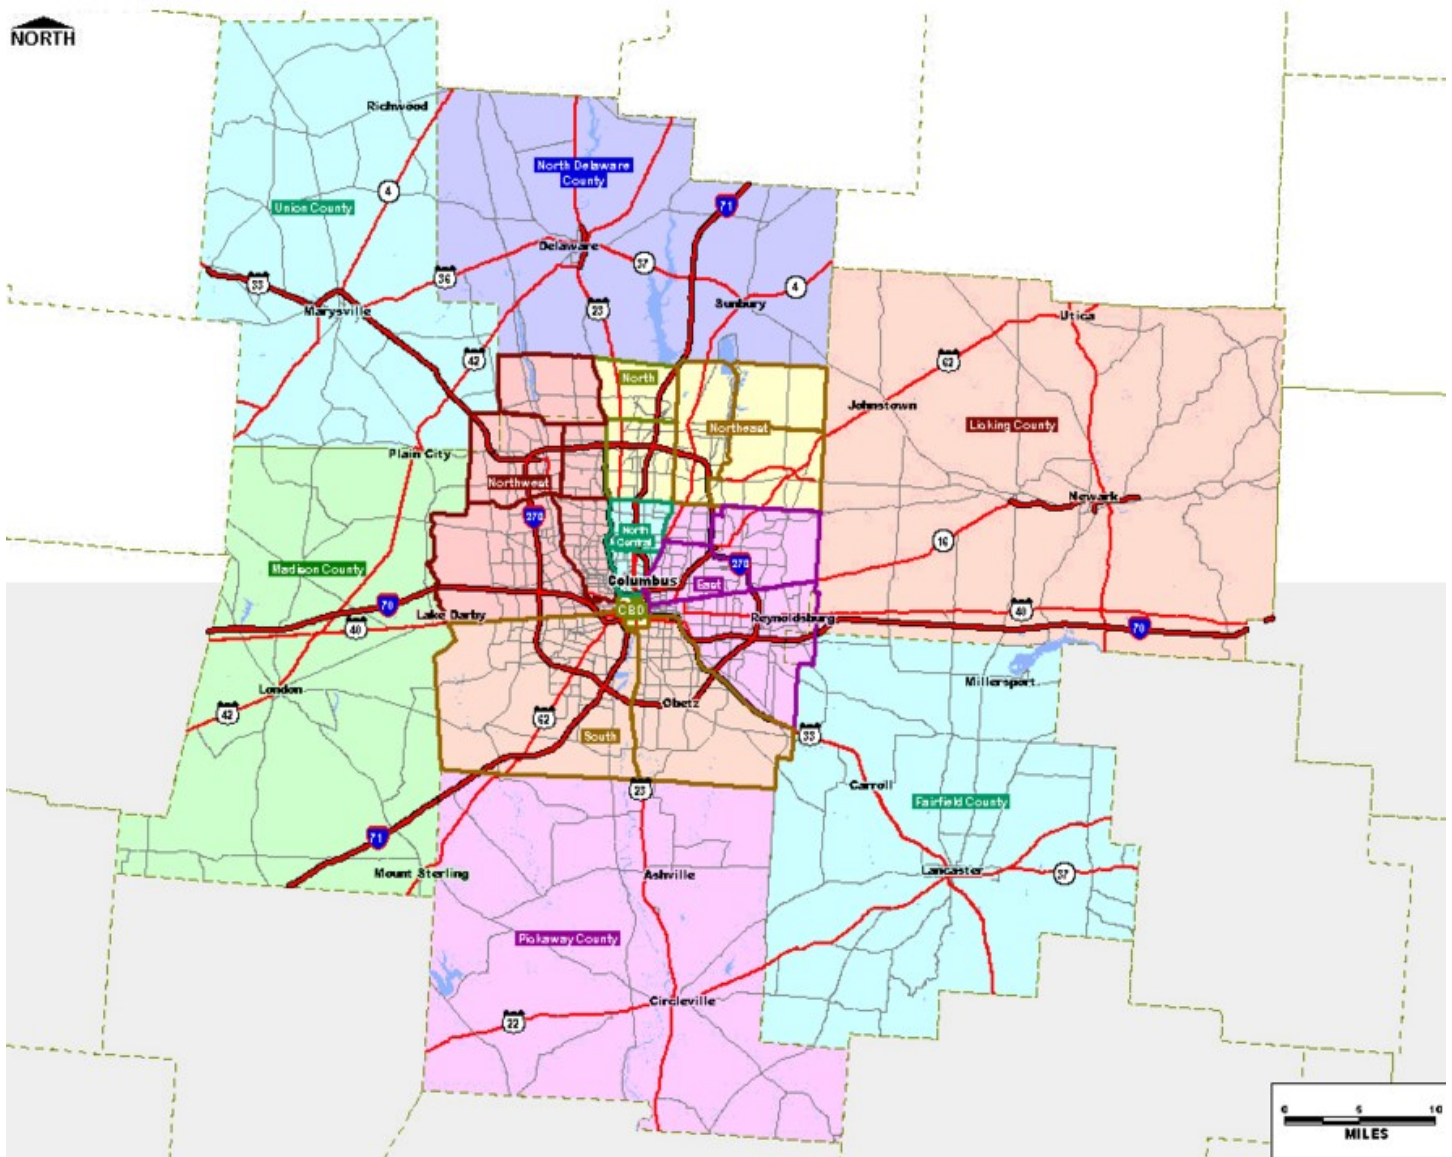 NORTH
Richwood
North Delaware
County
4
71
Union County
Delaware
37
33
36
4
Sunbury
23
Marysville
Utica
42
62
North
Johnstown
Northeast
Licking County
Plain City
Northwest
Newark
270
North
Central
16
270
Madison County
Columbus
East
70
CBD
40
Lake Darby
Reynoldsburg
40
70
London
Millersport
42
62
Obetz
South
33
23
Carroll
Fairfield County
71
Mount Sterling
Ashville
Lancaster
37
Pickaway County
Circleville
22
0 5 10
MILES